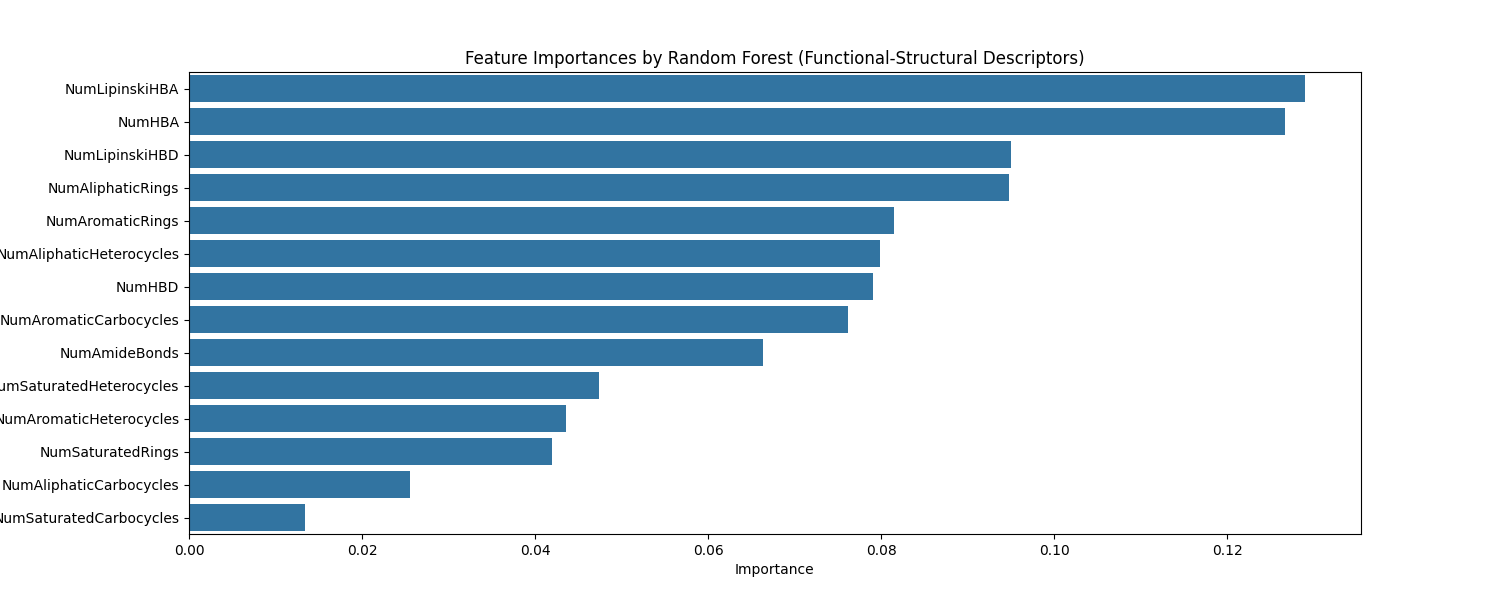 Feature Importances by Random Forest (Functional-Structural Descriptors)
NumLipinskiHBA
NumHBA
NumLipinskiHBD
NumAliphaticRings
NumAromaticRings
NumAliphaticHeterocycles
NumHBD
NumAromaticCarbocycles
NumAmideBonds
umSaturatedHeterocycles
NumAromaticHeterocycles
NumSaturatedRings
NumAliphaticCarbocycles
NumSaturatedCarbocycles
0.00 0.02 0.04 0.06 0.08 0.10 0.12
Importance